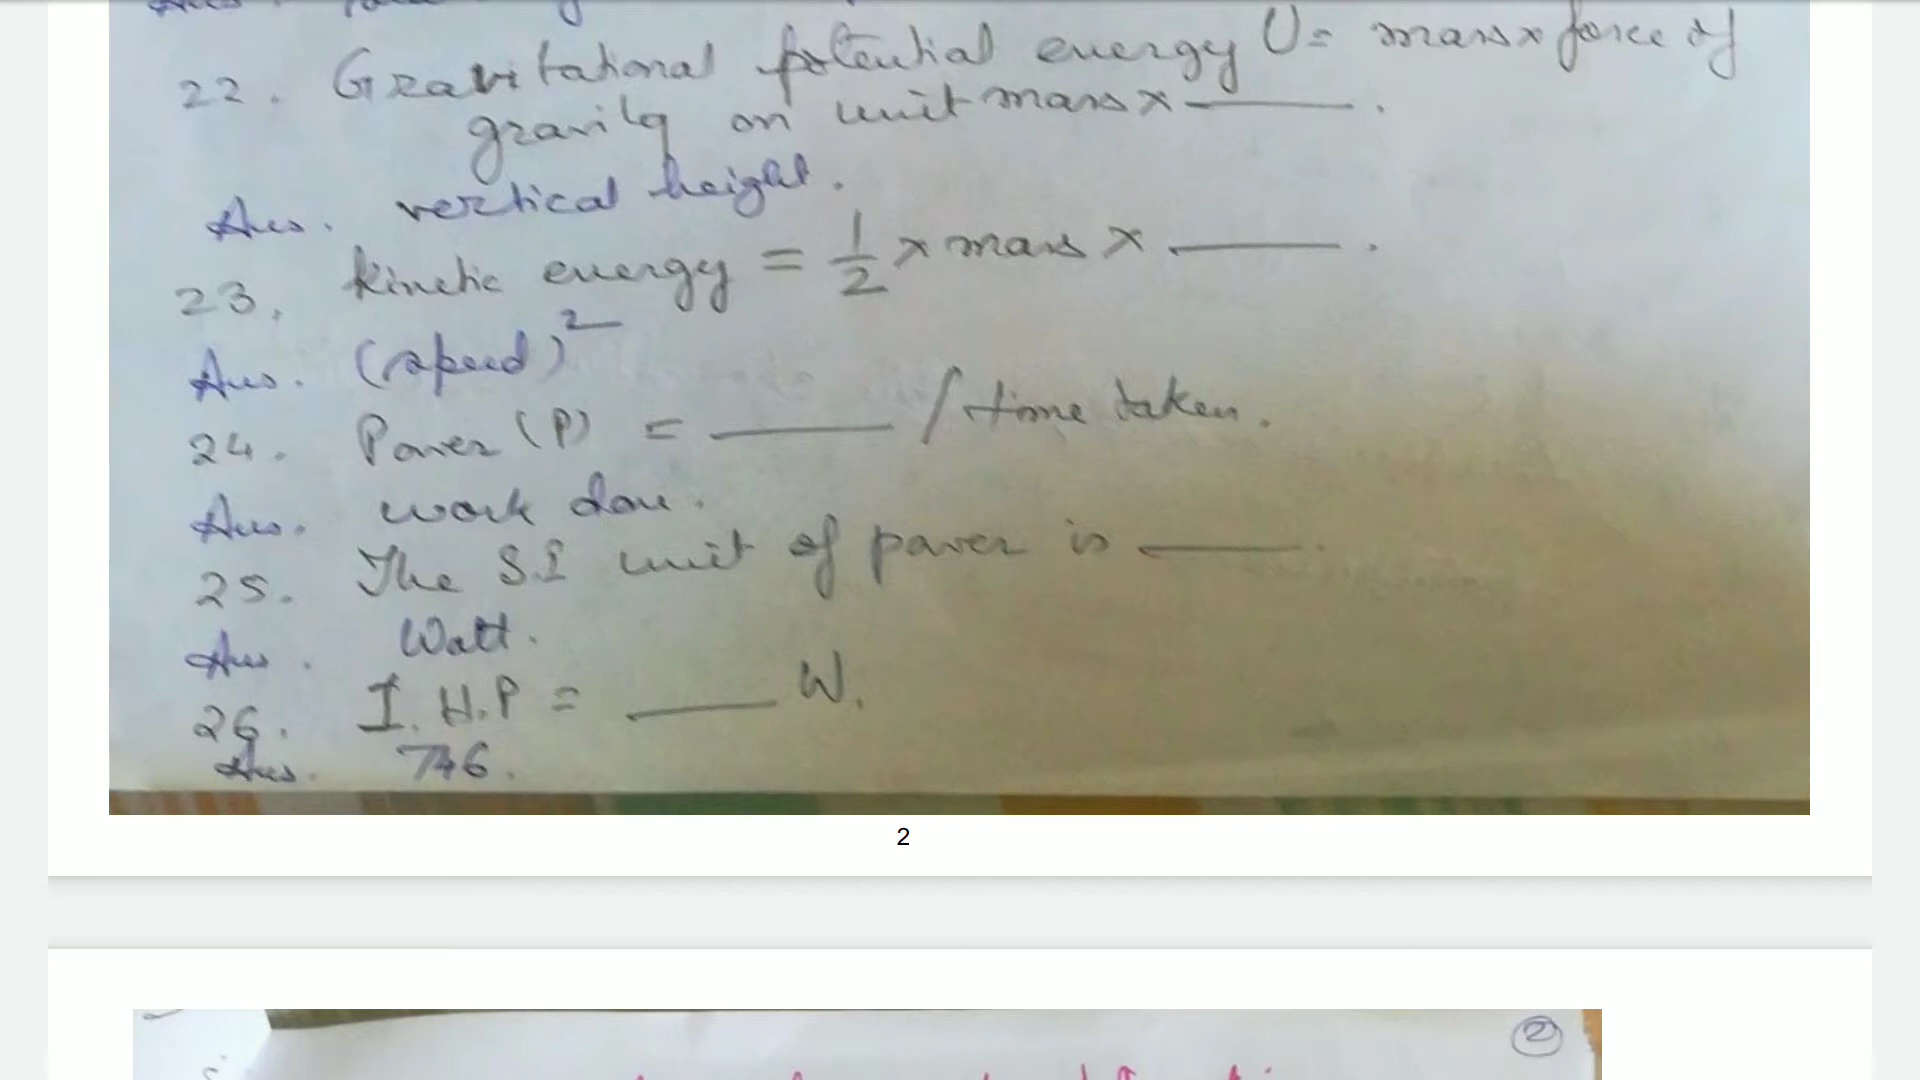 22. Gravitational potential energy U = mass x force of
gravity on unit mass x ______.
Ans. vertical height.
23. Kinetic energy = 1/2 x mass x ______.
Ans. (speed)²
24. Power (P) = ______ / time taken.
Ans. work done.
25. The S.I unit of power is ______.
Ans. Watt.
26. I.H.P = ______ W.
Ans. 746.
2
2